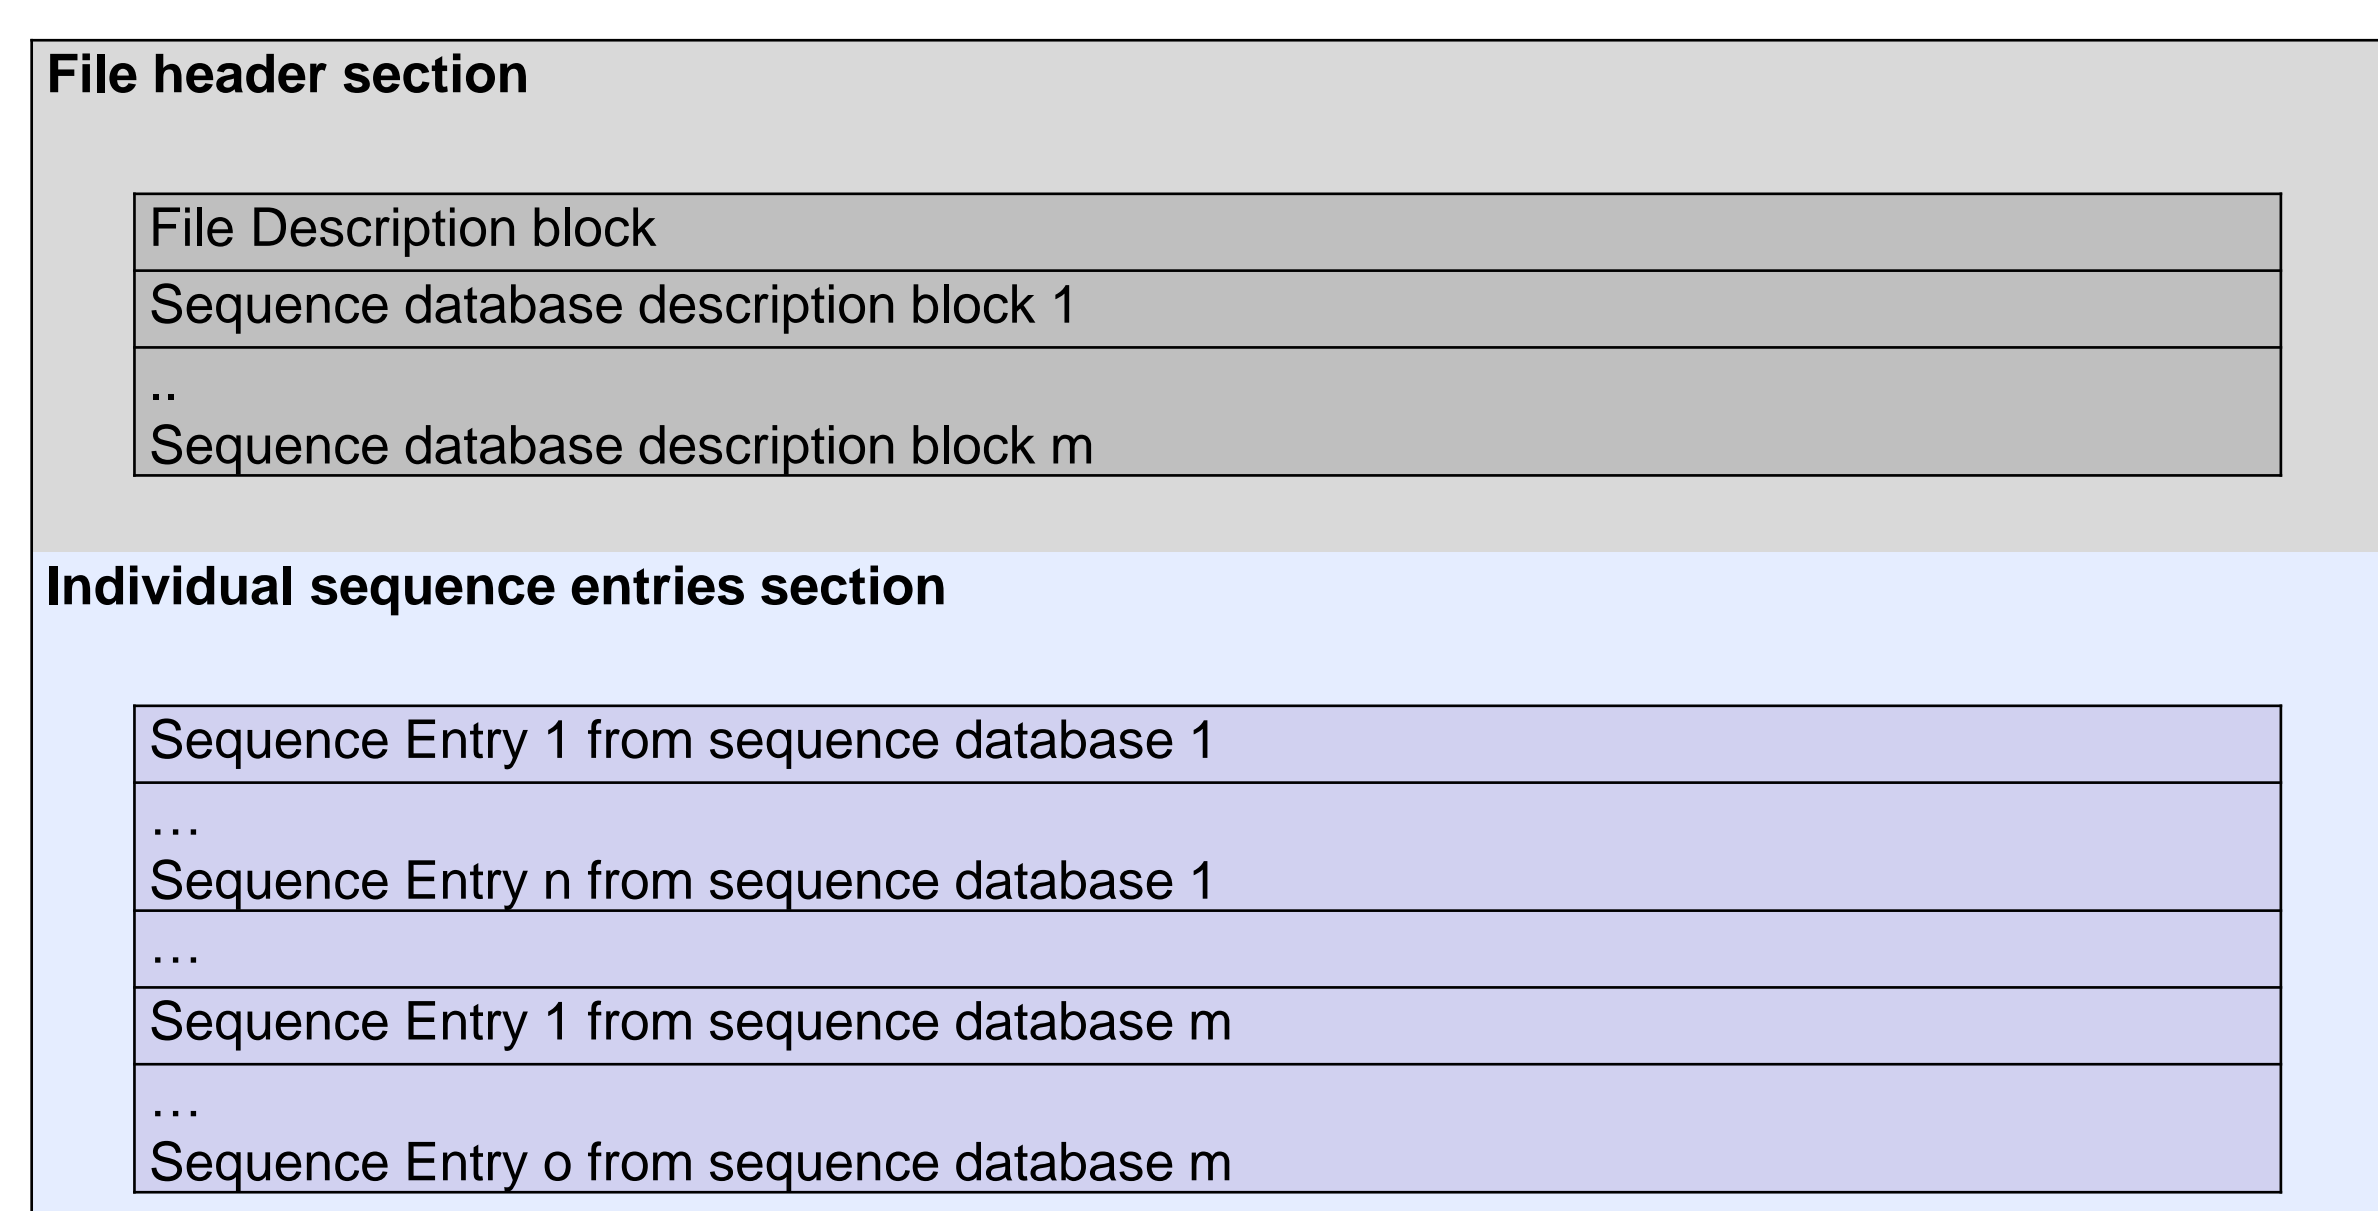 File header section
File Description block
Sequence database description block 1
..
Sequence database description block m
Individual sequence entries section
Sequence Entry 1 from sequence database 1
…
Sequence Entry n from sequence database 1
…
Sequence Entry 1 from sequence database m
…
Sequence Entry o from sequence database m